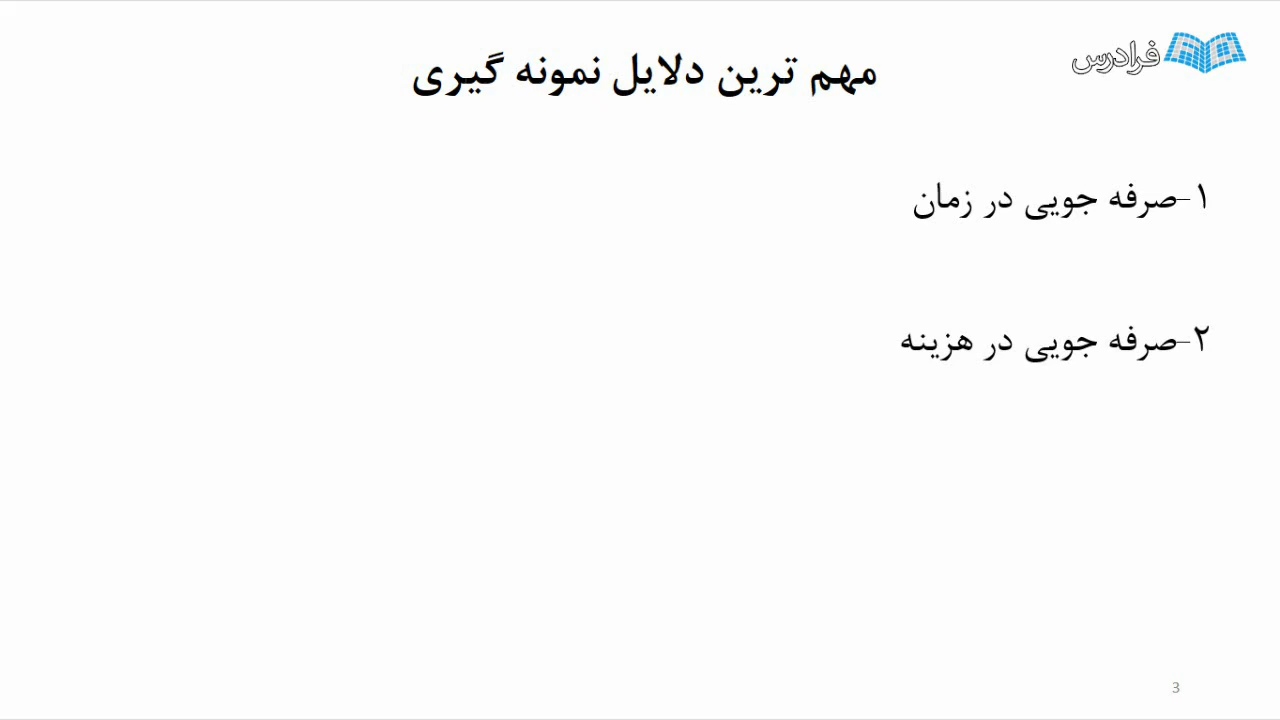 فرادرس
مهم ترین دلایل نمونه گیری
۱-صرفه جویی در زمان
۲-صرفه جویی در هزینه
3